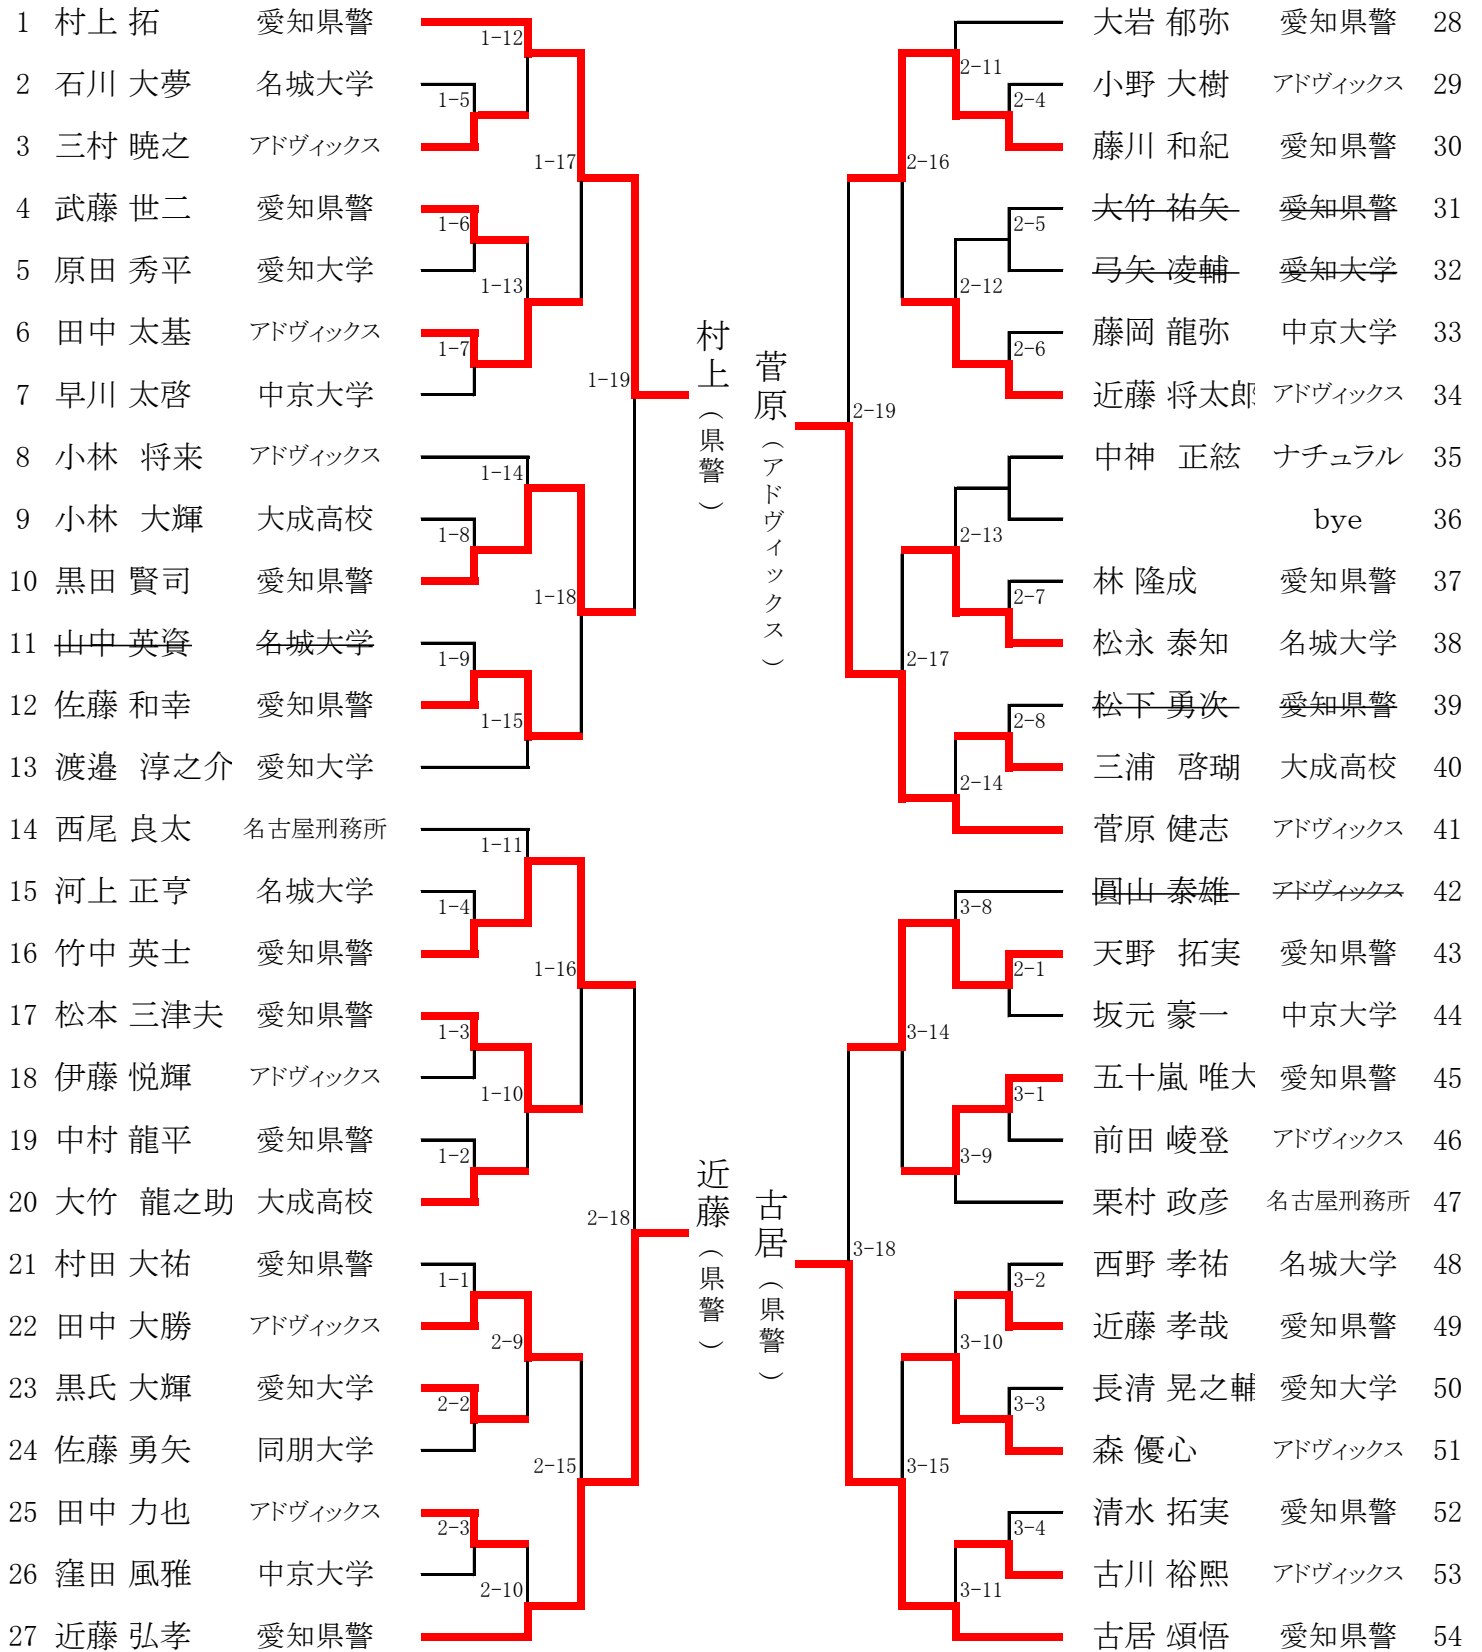 1 村上 拓 愛知県警
2 石川 大夢 名城大学
3 三村 暁之 アドヴィックス
4 武藤 世二 愛知県警
5 原田 秀平 愛知大学
6 田中 太基 アドヴィックス
7 早川 太啓 中京大学
8 小林 将来 アドヴィックス
9 小林 大輝 大成高校
10 黒田 賢司 愛知県警
11 山中 英資 名城大学
12 佐藤 和幸 愛知県警
13 渡邉 淳之介 愛知大学
14 西尾 良太 名古屋刑務所
15 河上 正亨 名城大学
16 竹中 英士 愛知県警
17 松本 三津夫 愛知県警
18 伊藤 悦輝 アドヴィックス
19 中村 龍平 愛知県警
20 大竹 龍之助 大成高校
21 村田 大祐 愛知県警
22 田中 大勝 アドヴィックス
23 黒氏 大輝 愛知大学
24 佐藤 勇矢 同朋大学
25 田中 力也 アドヴィックス
26 窪田 風雅 中京大学
27 近藤 弘孝 愛知県警
1-12
1-5
1-17
1-6
1-13
1-7
1-19
1-14
1-8
1-18
1-9
1-15
1-11
1-4
1-16
1-3
1-10
1-2
2-18
1-1
2-9
2-2
2-15
2-3
2-10
村上（県警）
近藤（県警）
菅原（アドヴィックス）
古居（県警）
2-11
2-4
2-16
2-5
2-12
2-6
2-19
2-13
2-7
2-17
2-8
2-14
3-8
2-1
3-14
3-1
3-9
3-18
3-2
3-10
3-3
3-15
3-4
3-11
大岩 郁弥 愛知県警 28
小野 大樹 アドヴィックス 29
藤川 和紀 愛知県警 30
大竹 祐矢 愛知県警 31
弓矢 凌輔 愛知大学 32
藤岡 龍弥 中京大学 33
近藤 将太郎 アドヴィックス 34
中神 正紘 ナチュラル 35
bye 36
林 隆成 愛知県警 37
松永 泰知 名城大学 38
松下 勇次 愛知県警 39
三浦 啓瑚 大成高校 40
菅原 健志 アドヴィックス 41
圓山 泰雄 アドヴィックス 42
天野 拓実 愛知県警 43
坂元 豪一 中京大学 44
五十嵐 唯大 愛知県警 45
前田 崚登 アドヴィックス 46
栗村 政彦 名古屋刑務所 47
西野 孝祐 名城大学 48
近藤 孝哉 愛知県警 49
長清 晃之輔 愛知大学 50
森 優心 アドヴィックス 51
清水 拓実 愛知県警 52
古川 裕熙 アドヴィックス 53
古居 頌悟 愛知県警 54